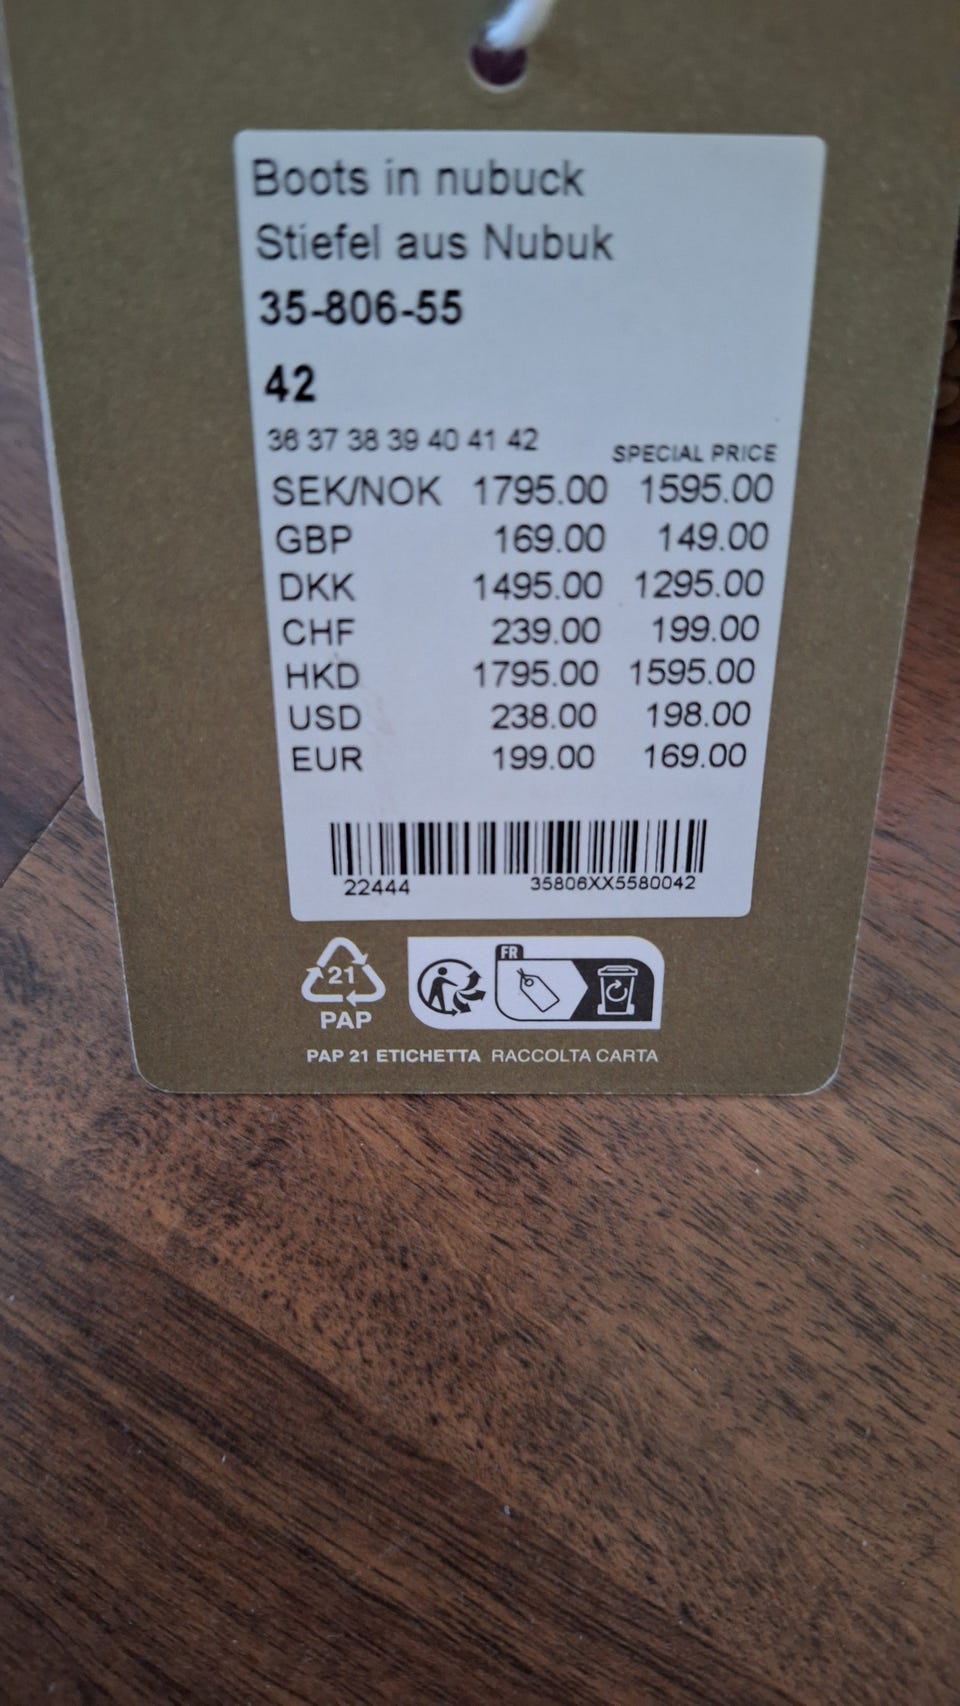 Boots in nubuck
Stiefel aus Nubuk
35-806-55
42
36 37 38 39 40 41 42
SPECIAL PRICE
SEK/NOK 1795.00 1595.00
GBP 169.00 149.00
DKK 1495.00 1295.00
CHF 239.00 199.00
HKD 1795.00 1595.00
USD 238.00 198.00
EUR 199.00 169.00
22444 35806XX5580042
FR
21
PAP
PAP 21 ETICHETTA RACCOLTA CARTA